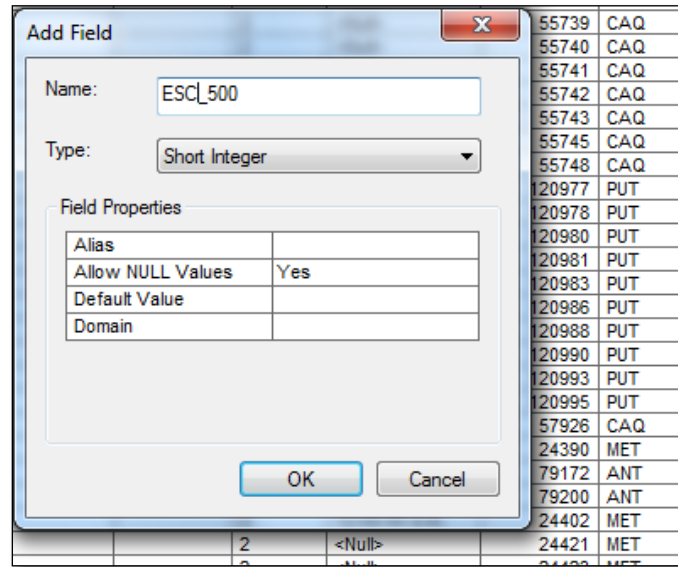 Add Field
Name: ESC_500
Type: Short Integer
Field Properties
Alias
Allow NULL Values Yes
Default Value
Domain
OK Cancel
55739 CAQ
55740 CAQ
55741 CAQ
55742 CAQ
55743 CAQ
55745 CAQ
55748 CAQ
120977 PUT
120978 PUT
120980 PUT
120981 PUT
120983 PUT
120986 PUT
120988 PUT
120990 PUT
120993 PUT
120995 PUT
57926 CAQ
24390 MET
79172 ANT
79200 ANT
24402 MET
2 <Null> 24421 MET